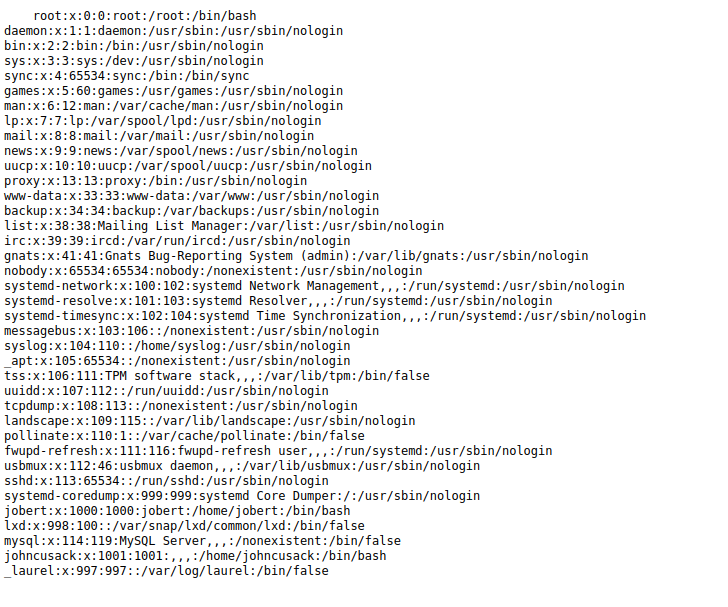 root:x:0:0:root:/root:/bin/bash
daemon:x:1:1:daemon:/usr/sbin:/usr/sbin/nologin
bin:x:2:2:bin:/bin:/usr/sbin/nologin
sys:x:3:3:sys:/dev:/usr/sbin/nologin
sync:x:4:65534:sync:/bin:/bin/sync
games:x:5:60:games:/usr/games:/usr/sbin/nologin
man:x:6:12:man:/var/cache/man:/usr/sbin/nologin
lp:x:7:7:lp:/var/spool/lpd:/usr/sbin/nologin
mail:x:8:8:mail:/var/mail:/usr/sbin/nologin
news:x:9:9:news:/var/spool/news:/usr/sbin/nologin
uucp:x:10:10:uucp:/var/spool/uucp:/usr/sbin/nologin
proxy:x:13:13:proxy:/bin:/usr/sbin/nologin
www-data:x:33:33:www-data:/var/www:/usr/sbin/nologin
backup:x:34:34:backup:/var/backups:/usr/sbin/nologin
list:x:38:38:Mailing List Manager:/var/list:/usr/sbin/nologin
irc:x:39:39:ircd:/var/run/ircd:/usr/sbin/nologin
gnats:x:41:41:Gnats Bug-Reporting System (admin):/var/lib/gnats:/usr/sbin/nologin
nobody:x:65534:65534:nobody:/nonexistent:/usr/sbin/nologin
systemd-network:x:100:102:systemd Network Management,,,:/run/systemd:/usr/sbin/nologin
systemd-resolve:x:101:103:systemd Resolver,,,:/run/systemd:/usr/sbin/nologin
systemd-timesync:x:102:104:systemd Time Synchronization,,,:/run/systemd:/usr/sbin/nologin
messagebus:x:103:106::/nonexistent:/usr/sbin/nologin
syslog:x:104:110::/home/syslog:/usr/sbin/nologin
_apt:x:105:65534::/nonexistent:/usr/sbin/nologin
tss:x:106:111:TPM software stack,,,:/var/lib/tpm:/bin/false
uuidd:x:107:112::/run/uuidd:/usr/sbin/nologin
tcpdump:x:108:113::/nonexistent:/usr/sbin/nologin
landscape:x:109:115::/var/lib/landscape:/usr/sbin/nologin
pollinate:x:110:1::/var/cache/pollinate:/bin/false
fwupd-refresh:x:111:116:fwupd-refresh user,,,:/run/systemd:/usr/sbin/nologin
usbmux:x:112:46:usbmux daemon,,,:/var/lib/usbmux:/usr/sbin/nologin
sshd:x:113:65534::/run/sshd:/usr/sbin/nologin
systemd-coredump:x:999:999:systemd Core Dumper:/:/usr/sbin/nologin
jobert:x:1000:1000:jobert:/home/jobert:/bin/bash
lxd:x:998:100::/var/snap/lxd/common/lxd:/bin/false
mysql:x:114:119:MySQL Server,,,:/nonexistent:/bin/false
johncusack:x:1001:1001:,,,:/home/johncusack:/bin/bash
_laurel:x:997:997::/var/log/laurel:/bin/false